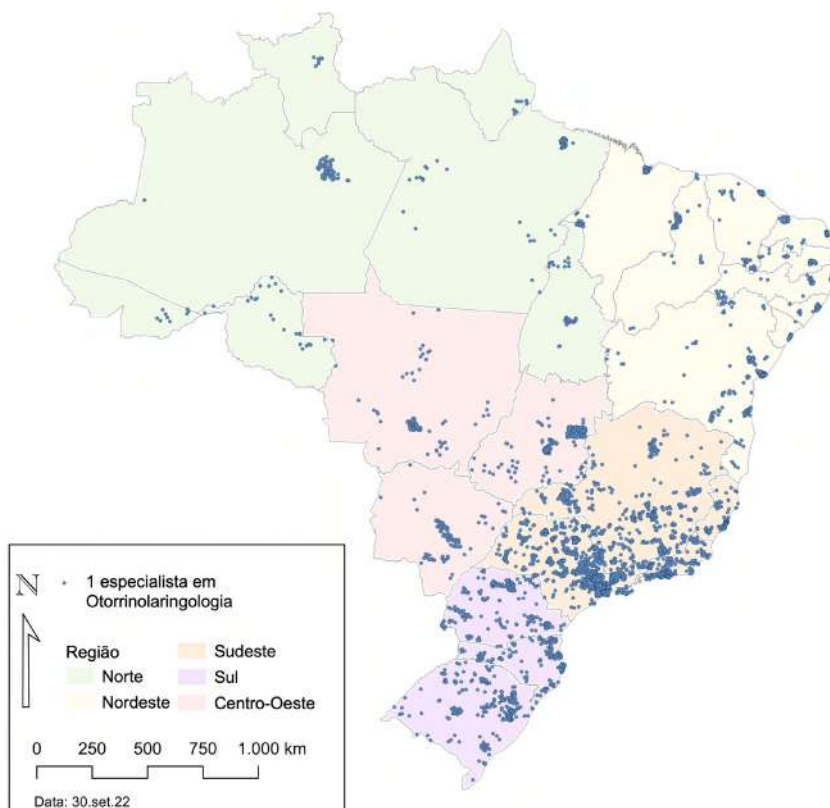 N
1 especialista em
Otorrinolaringologia
Região
Norte
Nordeste
Sudeste
Sul
Centro-Oeste
0 250 500 750 1.000 km
Data: 30.set.22